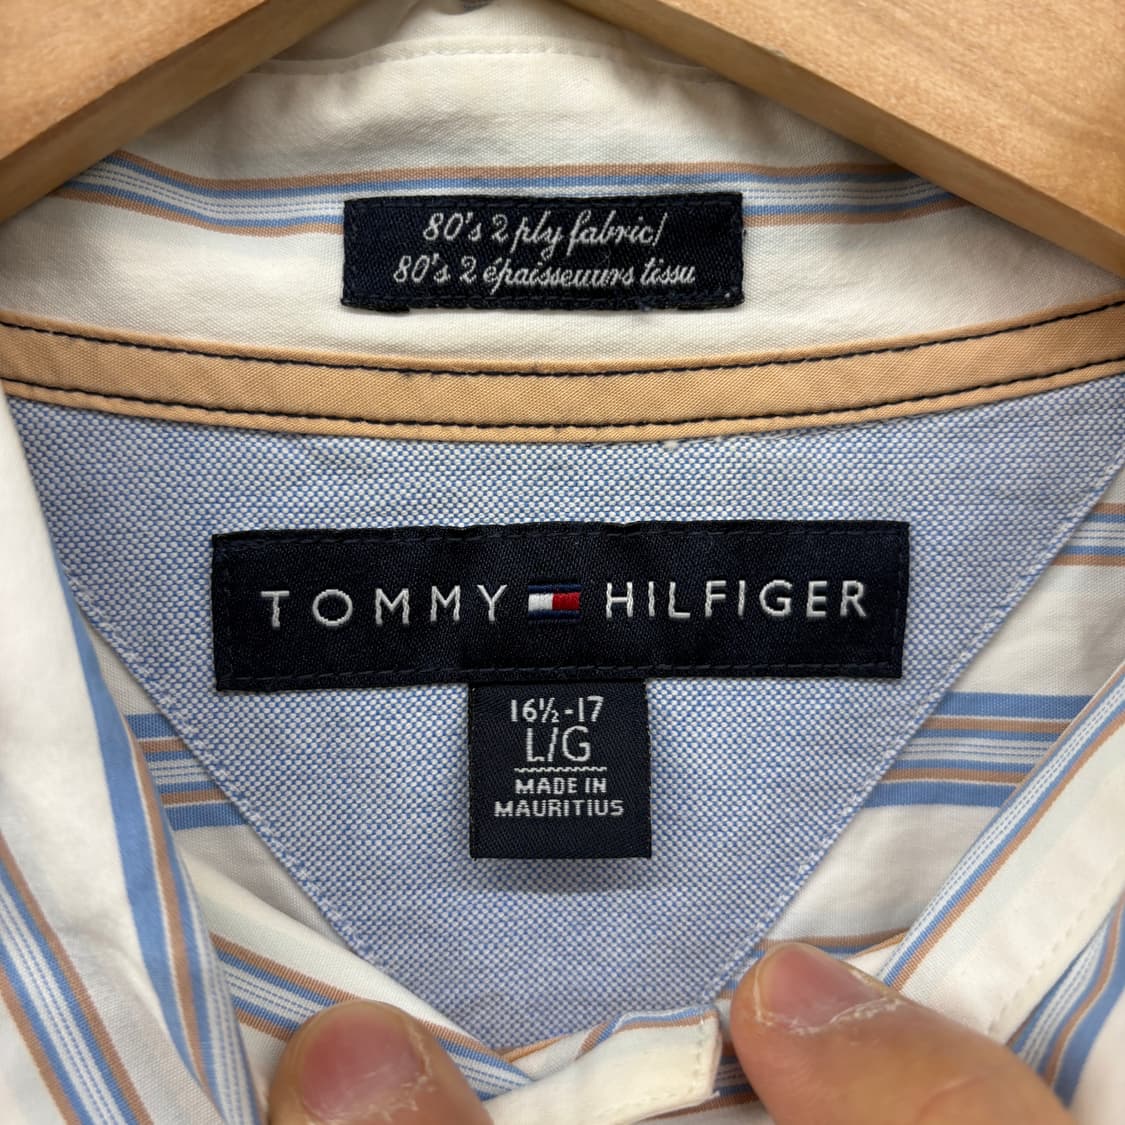 80's 2 ply fabric/
80's 2 épaisseuurs tissu
TOMMY HILFIGER
16½-17
L/G
MADE IN
MAURITIUS